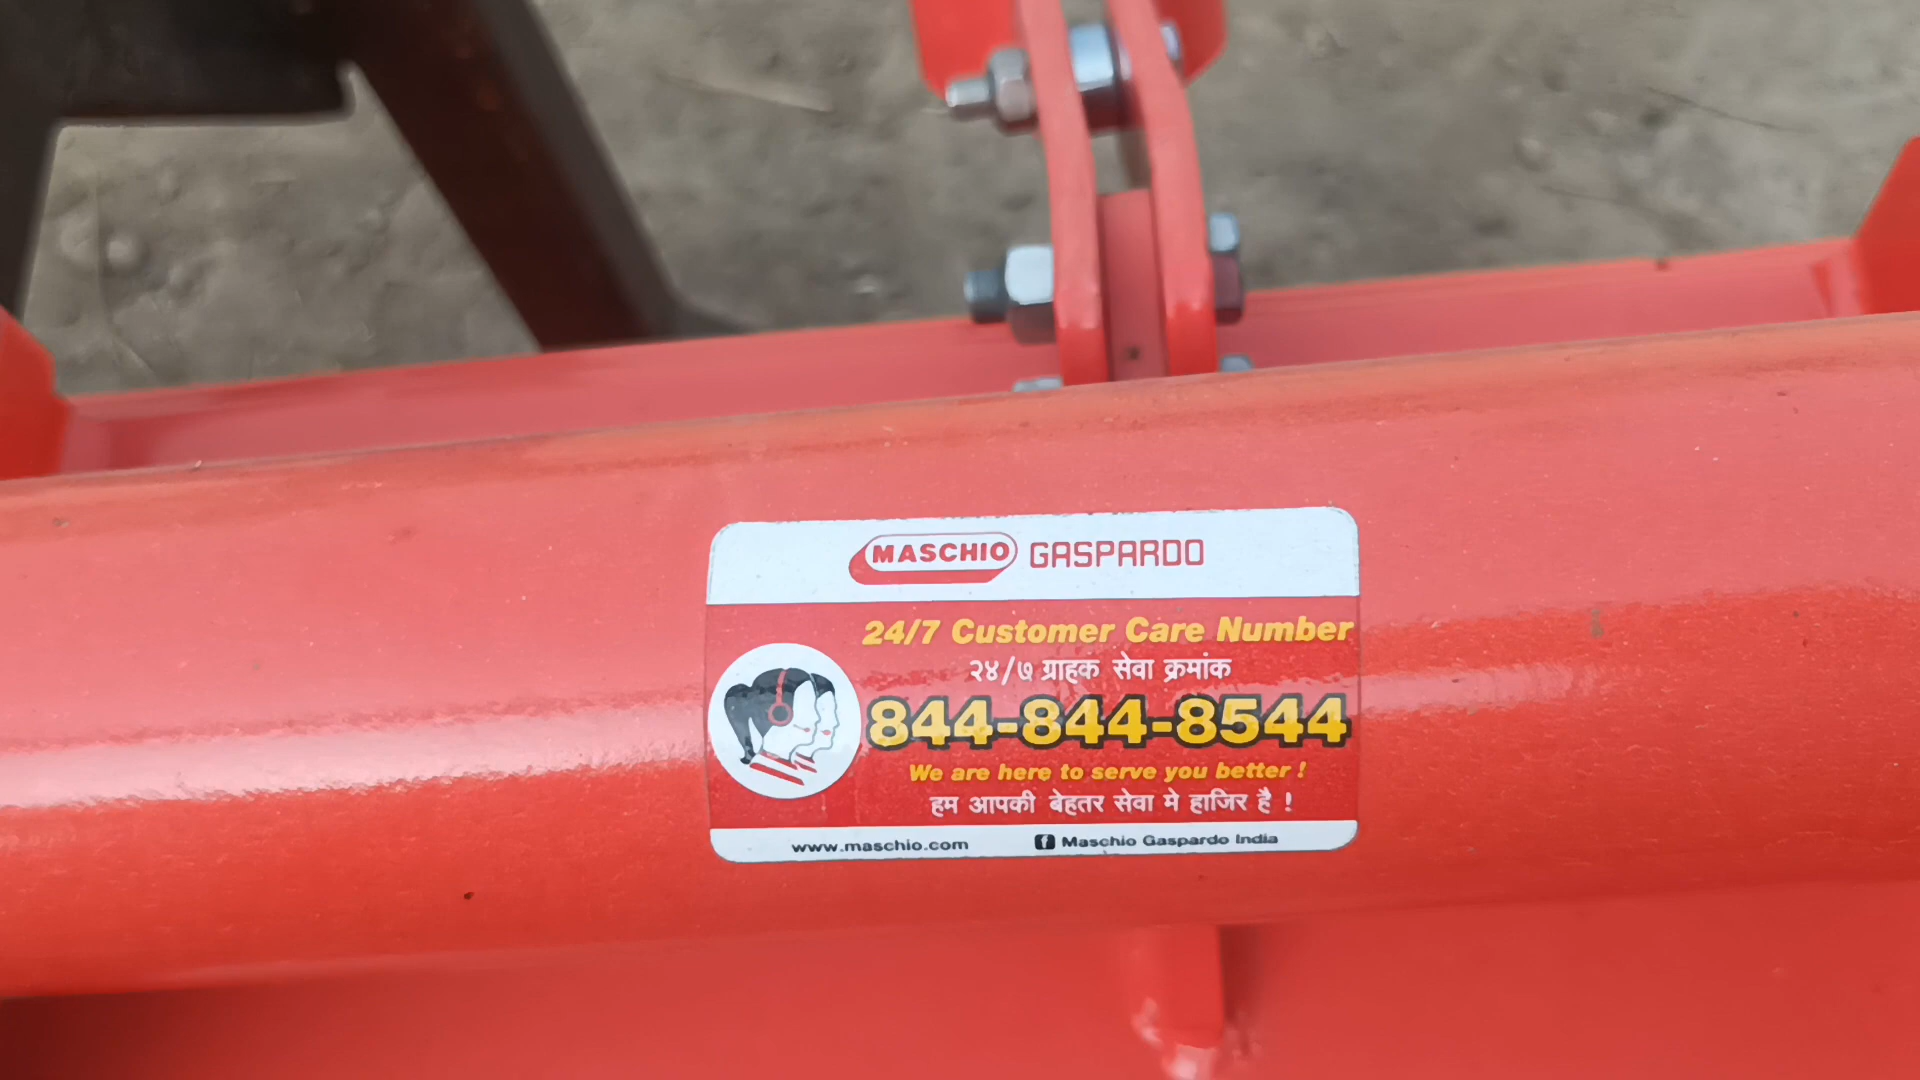 MASCHIO GASPARDO
24/7 Customer Care Number
२४/७ ग्राहक सेवा क्रमांक
844-844-8544
We are here to serve you better !
हम आपकी बेहतर सेवा मे हाजिर है !
www.maschio.com Maschio Gaspardo India